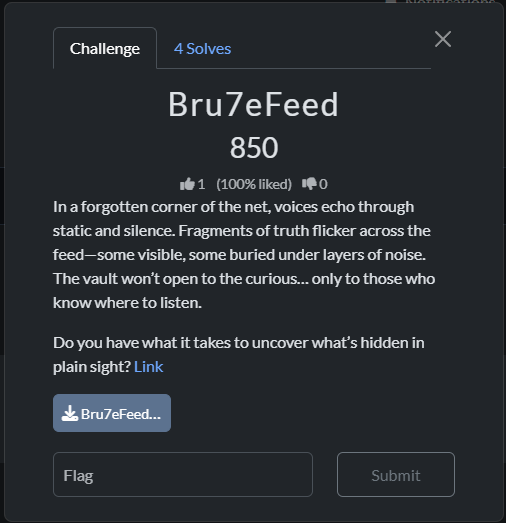 Notifications
Challenge
4 Solves
Bru7eFeed
850
1 (100% liked) 0
In a forgotten corner of the net, voices echo through
static and silence. Fragments of truth flicker across the
feed—some visible, some buried under layers of noise.
The vault won't open to the curious... only to those who
know where to listen.
Do you have what it takes to uncover what's hidden in
plain sight? Link
Bru7eFeed...
Flag
Submit